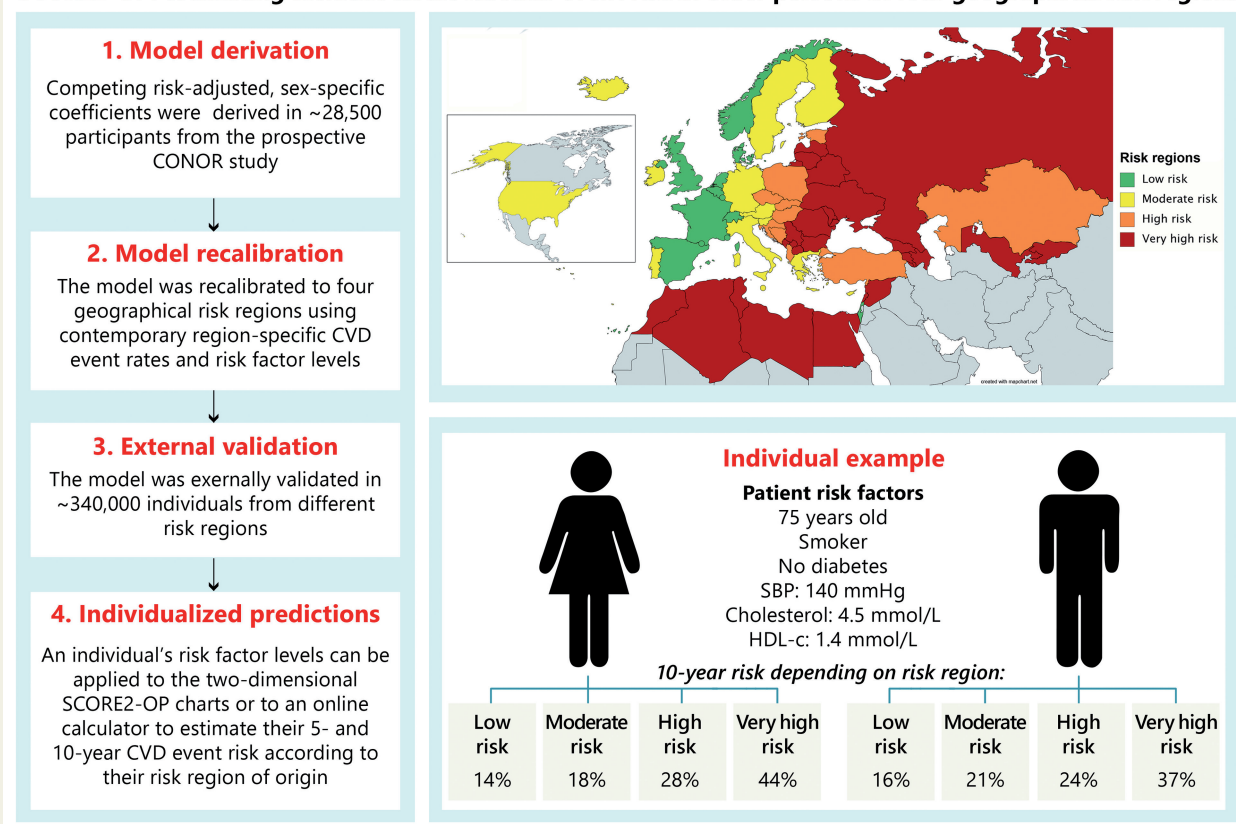 1. Model derivation
Competing risk-adjusted, sex-specific
coefficients were derived in ~28,500
participants from the prospective
CONOR study
2. Model recalibration
The model was recalibrated to four
geographical risk regions using
contemporary region-specific CVD
event rates and risk factor levels
3. External validation
The model was exernally validated in
~340,000 individuals from different
risk regions
4. Individualized predictions
An individual's risk factor levels can be
applied to the two-dimensional
SCORE2-OP charts or to an online
calculator to estimate their 5- and
10-year CVD event risk according to
their risk region of origin
Risk regions
Low risk
Moderate risk
High risk
Very high risk
created with mapchart.net
Individual example
Patient risk factors
75 years old
Smoker
No diabetes
SBP: 140 mmHg
Cholesterol: 4.5 mmol/L
HDL-c: 1.4 mmol/L
10-year risk depending on risk region:
Low risk 14%
Moderate risk 18%
High risk 28%
Very high risk 44%
Low risk 16%
Moderate risk 21%
High risk 24%
Very high risk 37%